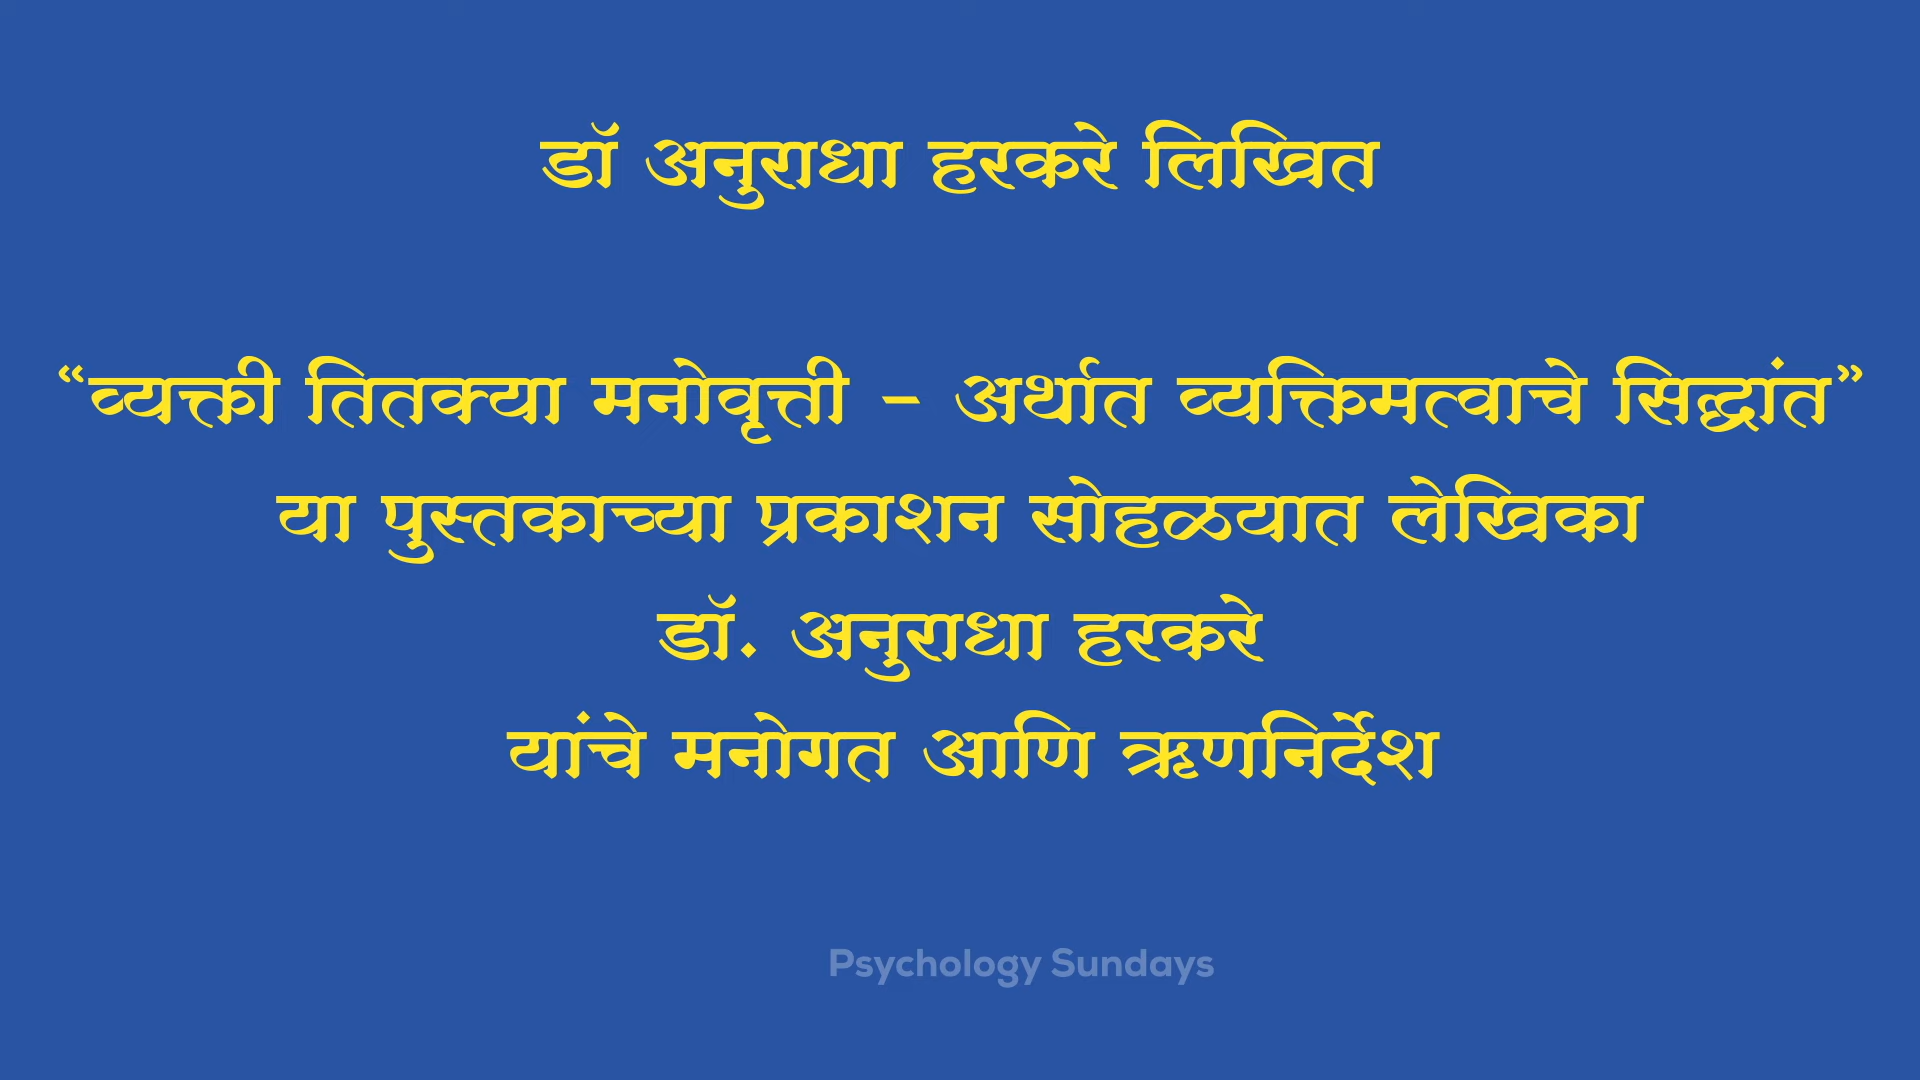 डॉ अनुराधा हरकरे लिखित
“व्यक्ती तितक्या मनोवृत्ती - अर्थात व्यक्तिमत्वाचे सिद्धांत”
या पुस्तकाच्या प्रकाशन सोहळयात लेखिका
डॉ. अनुराधा हरकरे
यांचे मनोगत आणि ऋणनिर्देश
Psychology Sundays